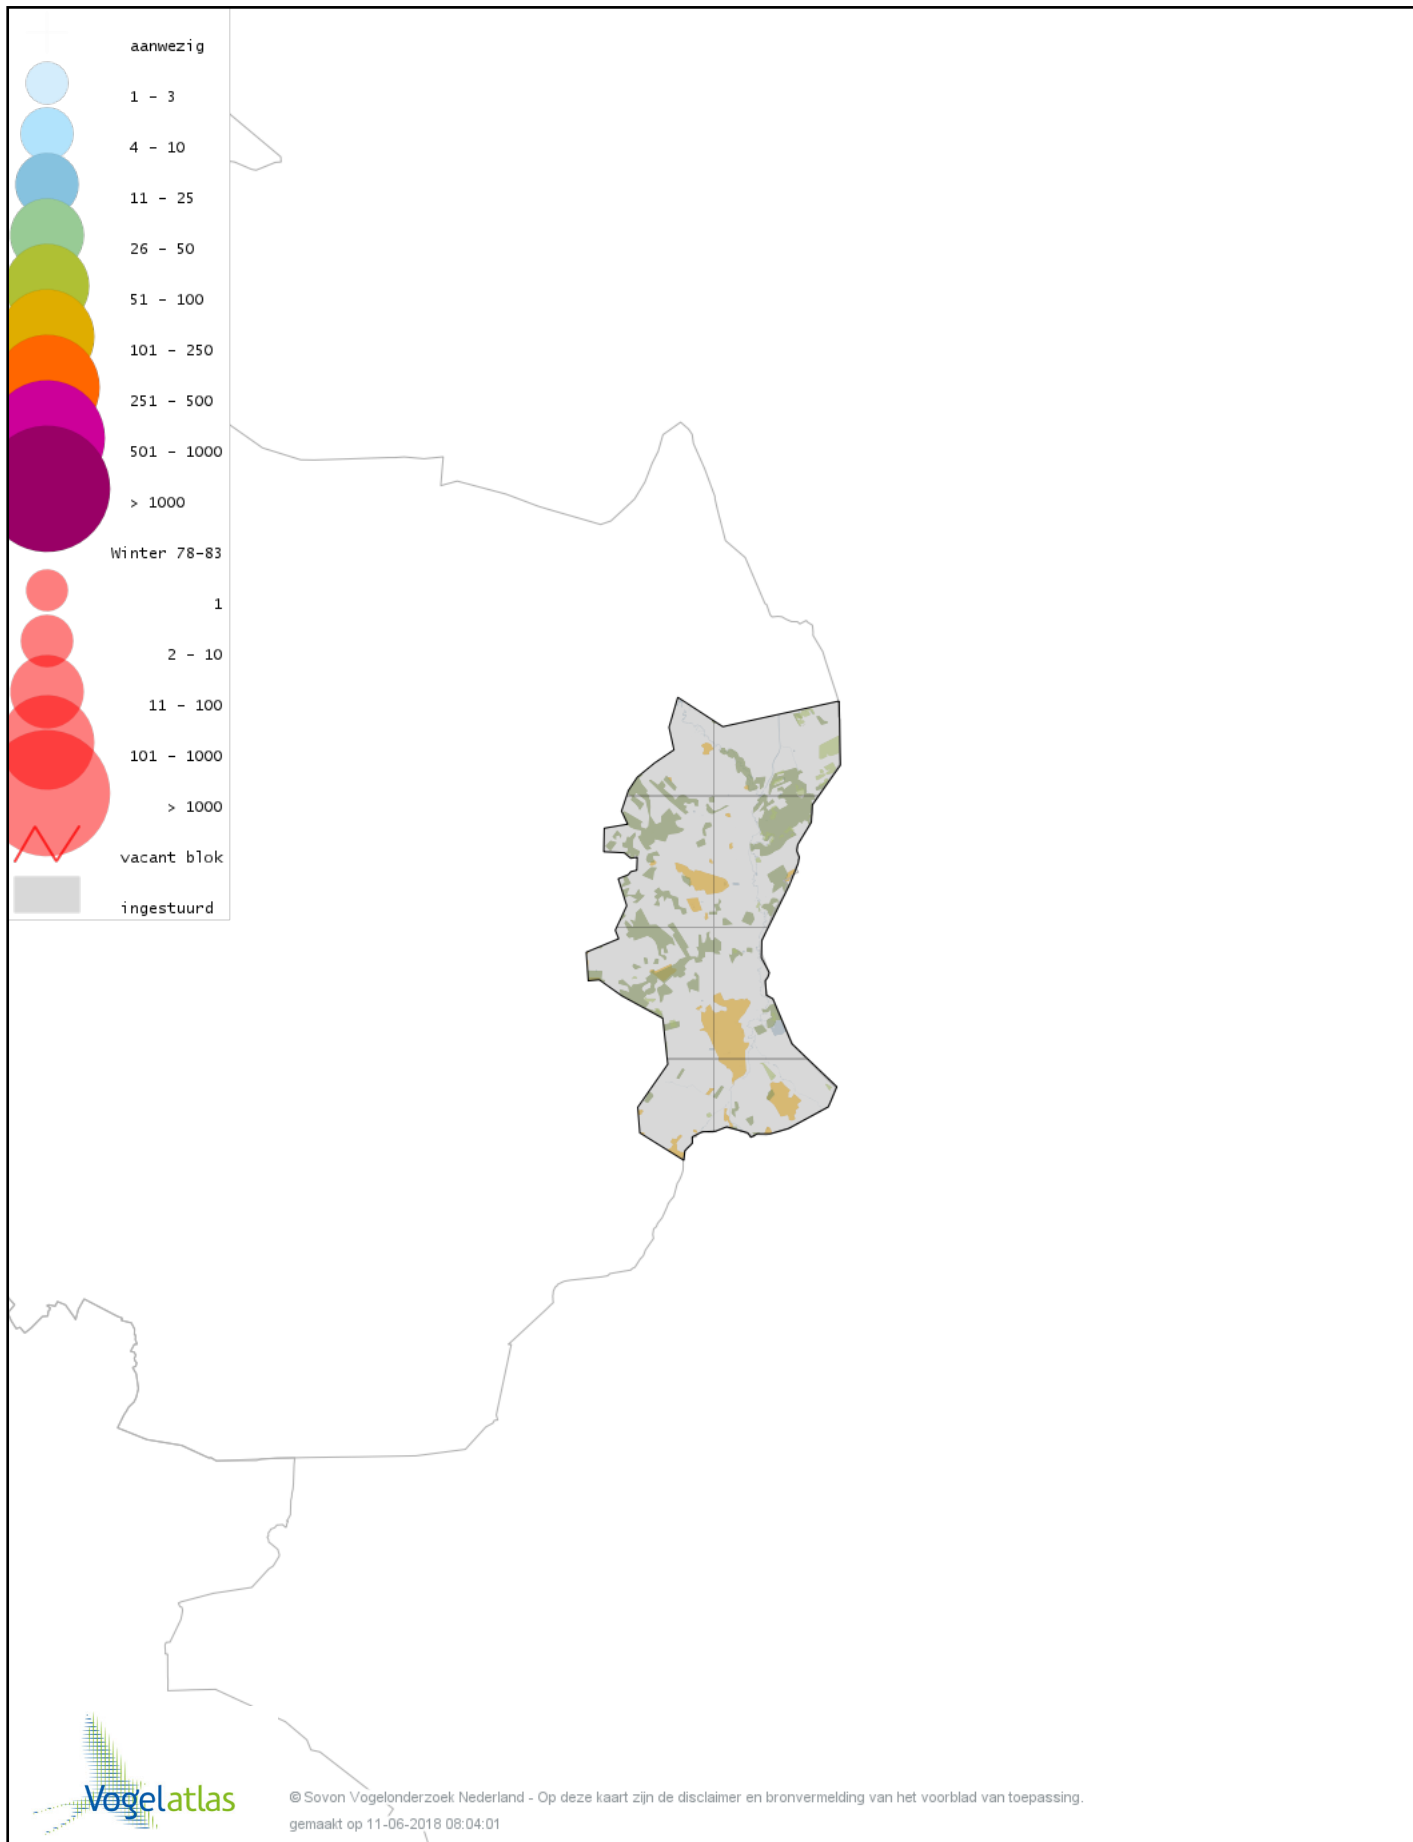 aanwezig
1 - 3
4 - 10
11 - 25
26 - 50
51 - 100
101 - 250
251 - 500
501 - 1000
> 1000
Winter 78-83
1
2 - 10
11 - 100
101 - 1000
> 1000
vacant blok
ingestuurd
Vogelatlas
© Sovon Vogelonderzoek Nederland - Op deze kaart zijn de disclaimer en bronvermelding van het voorblad van toepassing.
gemaakt op 11-06-2018 08:04:01